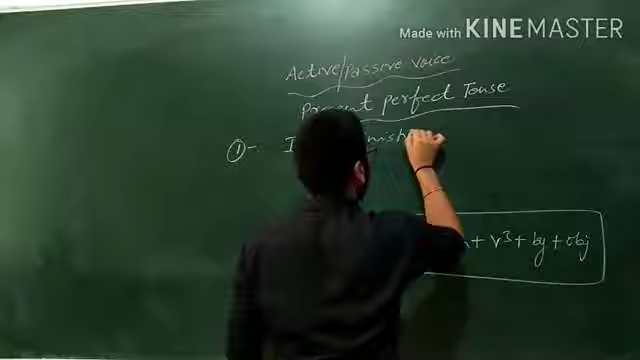 Made with KINEMASTER
Active/Passive Voice
Present perfect Tense
①- I
+ V³ + by + obj